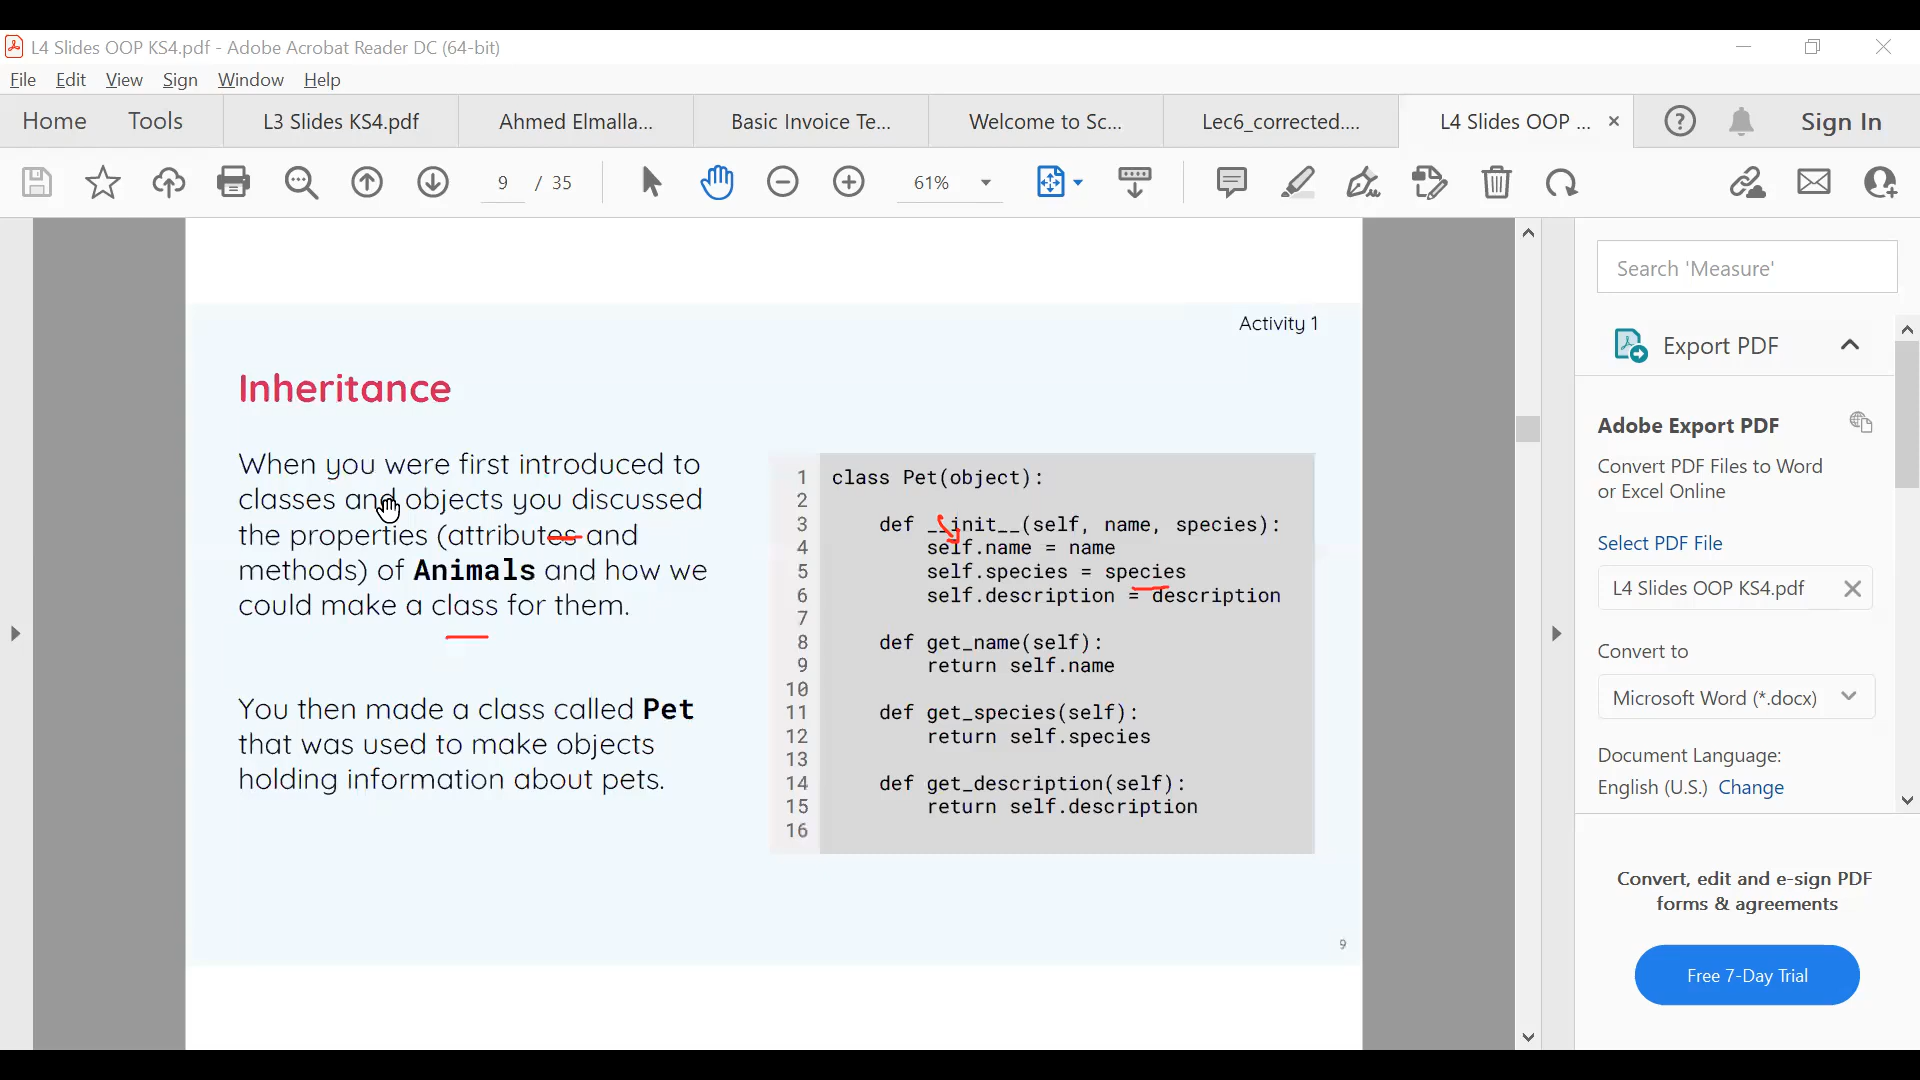 L4 Slides OOP KS4.pdf - Adobe Acrobat Reader DC (64-bit)
File Edit View Sign Window Help
Home Tools L3 Slides KS4.pdf Ahmed Elmalla... Basic Invoice Te... Welcome to Sc... Lec6_corrected.... L4 Slides OOP ... Sign In
9 / 35 61%
Search 'Measure'
Export PDF
Adobe Export PDF
Convert PDF Files to Word
or Excel Online
Select PDF File
L4 Slides OOP KS4.pdf
Convert to
Microsoft Word (*.docx)
Document Language:
English (U.S.) Change
Convert, edit and e-sign PDF
forms & agreements
Free 7-Day Trial
Activity 1
Inheritance
When you were first introduced to
classes and objects you discussed
the properties (attributes and
methods) of Animals and how we
could make a class for them.
You then made a class called Pet
that was used to make objects
holding information about pets.
1 class Pet(object):
2
3 def __init__(self, name, species):
4 self.name = name
5 self.species = species
6 self.description = description
7
8 def get_name(self):
9 return self.name
10
11 def get_species(self):
12 return self.species
13
14 def get_description(self):
15 return self.description
16
9